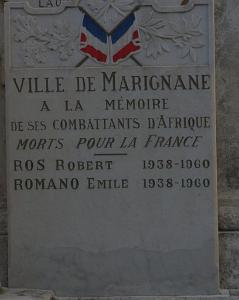 LAU
VILLE DE MARIGNANE
A LA MÉMOIRE
DE SES COMBATTANTS D'AFRIQUE
MORTS POUR LA FRANCE
ROS ROBERT 1938-1960
ROMANO EMILE 1938-1960